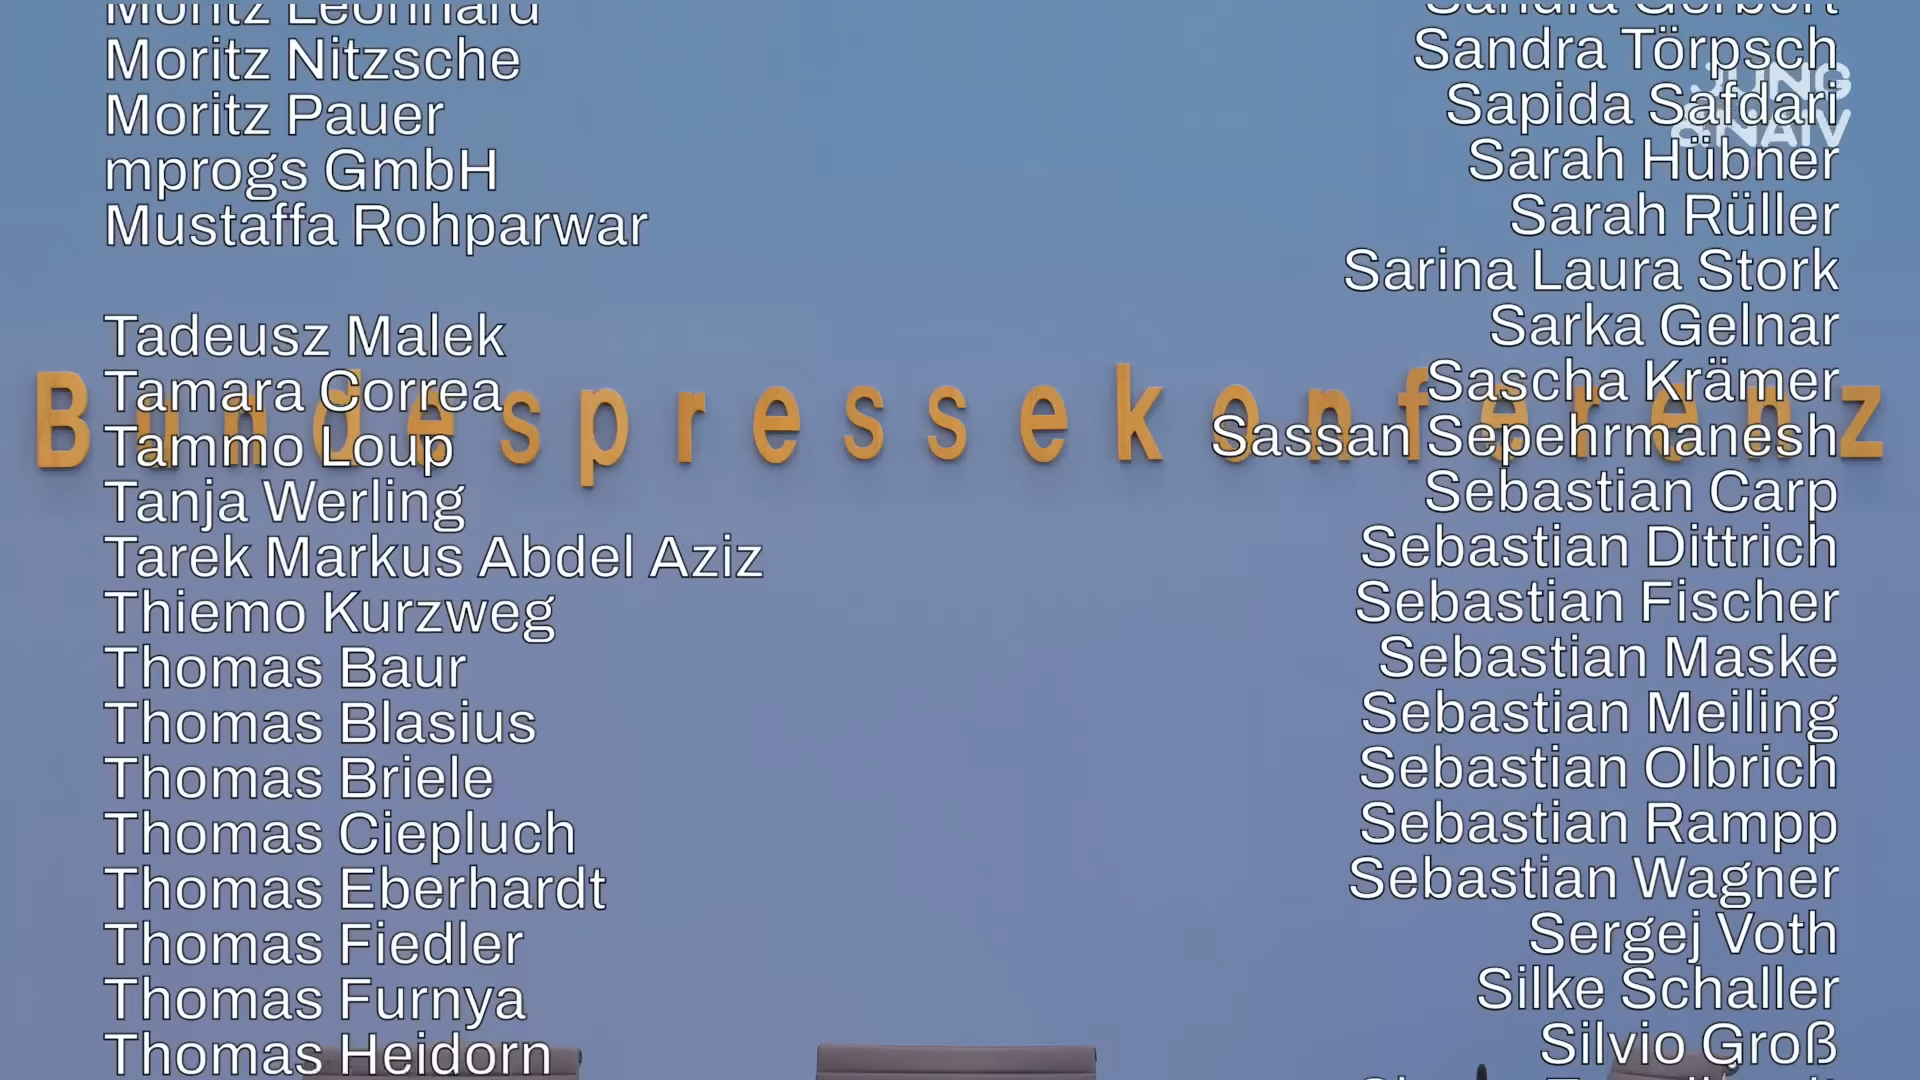 Moritz Leonhard
Moritz Nitzsche
Moritz Pauer
mprogs GmbH
Mustaffa Rohparwar
Tadeusz Malek
Tamara Correa
Tammo Loup
Tanja Werling
Tarek Markus Abdel Aziz
Thiemo Kurzweg
Thomas Baur
Thomas Blasius
Thomas Briele
Thomas Ciepluch
Thomas Eberhardt
Thomas Fiedler
Thomas Furnya
Thomas Heidorn
Bundespressekonferenz
Sandra Törpsch
Sapida Safdari
Sarah Hübner
Sarah Rüller
Sarina Laura Stork
Sarka Gelnar
Sascha Krämer
Sassan Sepehrmanesh
Sebastian Carp
Sebastian Dittrich
Sebastian Fischer
Sebastian Maske
Sebastian Meiling
Sebastian Olbrich
Sebastian Rampp
Sebastian Wagner
Sergej Voth
Silke Schaller
Silvio Groß
JUNG
&NAIV